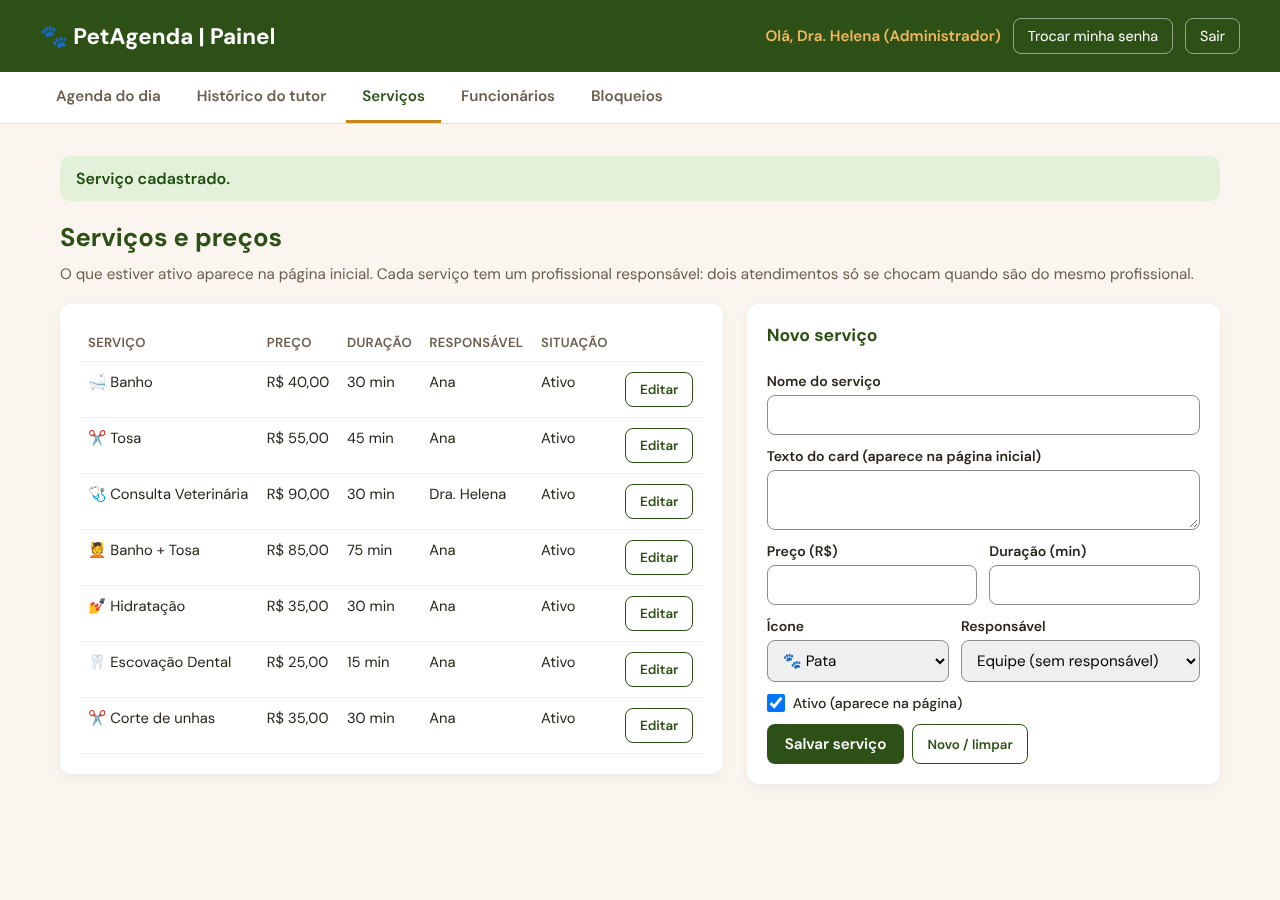 🐾 PetAgenda | Painel
Olá, Dra. Helena (Administrador)
Trocar minha senha
Sair
Agenda do dia
Histórico do tutor
Serviços
Funcionários
Bloqueios
Serviço cadastrado.
Serviços e preços
O que estiver ativo aparece na página inicial. Cada serviço tem um profissional responsável: dois atendimentos só se chocam quando são do mesmo profissional.
SERVIÇO PREÇO DURAÇÃO RESPONSÁVEL SITUAÇÃO
🛁 Banho R$ 40,00 30 min Ana Ativo Editar
✂️ Tosa R$ 55,00 45 min Ana Ativo Editar
🩺 Consulta Veterinária R$ 90,00 30 min Dra. Helena Ativo Editar
💆 Banho + Tosa R$ 85,00 75 min Ana Ativo Editar
💅 Hidratação R$ 35,00 30 min Ana Ativo Editar
🦷 Escovação Dental R$ 25,00 15 min Ana Ativo Editar
✂️ Corte de unhas R$ 35,00 30 min Ana Ativo Editar
Novo serviço
Nome do serviço
Texto do card (aparece na página inicial)
Preço (R$) Duração (min)
Ícone Responsável
🐾 Pata Equipe (sem responsável)
Ativo (aparece na página)
Salvar serviço Novo / limpar